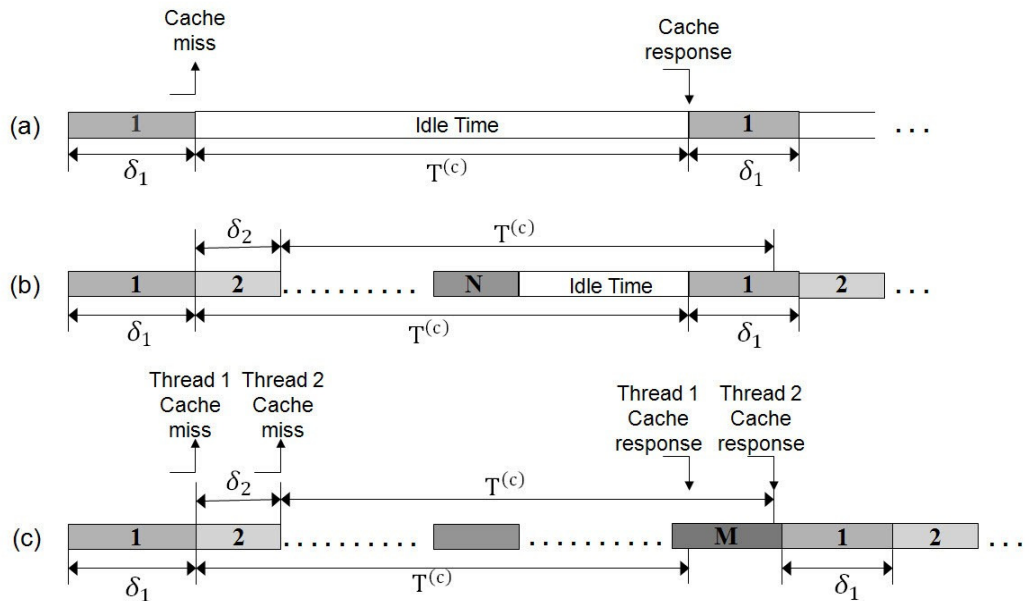 Cache
miss
Cache
response
(a)
1
Idle Time
1
. . .
δ₁
T⁽ᶜ⁾
δ₁
δ₂
T⁽ᶜ⁾
(b)
1
2
. . . . . . . . . .
N
Idle Time
1
2
. . .
δ₁
T⁽ᶜ⁾
δ₁
Thread 1
Cache
miss
Thread 2
Cache
miss
Thread 1
Cache
response
Thread 2
Cache
response
δ₂
T⁽ᶜ⁾
(c)
1
2
. . . . . . . . . .
. . . . . . . . . .
M
1
2
. . .
δ₁
T⁽ᶜ⁾
δ₁